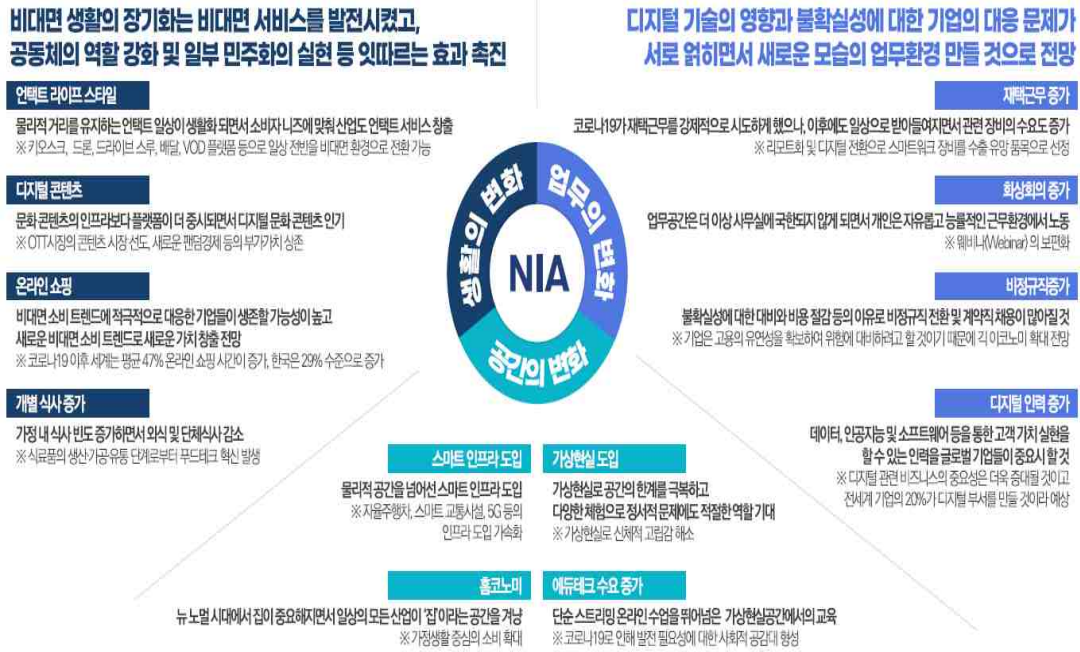 비대면 생활의 장기화는 비대면 서비스를 발전시켰고,
공동체의 역할 강화 및 일부 민주화의 실현 등 잇따르는 효과 촉진
언택트 라이프 스타일
물리적 거리를 유지하는 언택트 일상이 생활화 되면서 소비자 니즈에 맞춰 산업도 언택트 서비스 창출
※ 키오스크, 드론, 드라이브 스루, 배달, VOD 플랫폼 등으로 일상 전반을 비대면 환경으로 전환 가능
디지털 콘텐츠
문화 콘텐츠의 인프라보다 플랫폼이 더 중시되면서 디지털 문화 콘텐츠 인기
※ OTT시장의 콘텐츠 시장 선도, 새로운 팬덤경제 등의 부가가치 상존
온라인 쇼핑
비대면 소비 트렌드에 적극적으로 대응한 기업들이 생존할 가능성이 높고
새로운 비대면 소비 트렌드로 새로운 가치 창출 전망
※ 코로나19 이후 세계는 평균 47% 온라인 쇼핑 시간이 증가, 한국은 29% 수준으로 증가
개별 식사 증가
가정 내 식사 빈도 증가하면서 외식 및 단체식사 감소
※ 식료품의 생산·가공·유통 단계로부터 푸드테크 혁신 발생
디지털 기술의 영향과 불확실성에 대한 기업의 대응 문제가
서로 얽히면서 새로운 모습의 업무환경 만들 것으로 전망
재택근무 증가
코로나19가 재택근무를 강제적으로 시도하게 했으나, 이후에도 일상으로 받아들여지면서 관련 장비의 수요도 증가
※ 리모트화 및 디지털 전환으로 스마트워크 장비를 수출 유망 품목으로 선정
화상회의 증가
업무공간은 더 이상 사무실에 국한되지 않게 되면서 개인은 자유롭고 능률적인 근무환경에서 노동
※ 웨비나(Webinar) 의 보편화
비정규직증가
불확실성에 대한 대비와 비용 절감 등의 이유로 비정규직 전환 및 계약직 채용이 많아질 것
※ 기업은 고용의 유연성을 확보하여 위험에 대비하려고 할 것이기 때문에 긱 이코노미 확대 전망
디지털 인력 증가
데이터, 인공지능 및 소프트웨어 등을 통한 고객 가치 실현을
할 수 있는 인력을 글로벌 기업들이 중요시 할 것
※ 디지털 관련 비즈니스의 중요성은 더욱 증대될 것이고
전세계 기업의 20%가 디지털 부서를 만들 것이라 예상
생활의 변화
업무의 변화
공간의 변화
NIA
스마트 인프라 도입
물리적 공간을 넘어선 스마트 인프라 도입
※ 자율주행차, 스마트 교통시설, 5G 등의
인프라 도입 가속화
가상현실 도입
가상현실로 공간의 한계를 극복하고
다양한 체험으로 정서적 문제에도 적절한 역할 기대
※ 가상현실로 신체적 고립감 해소
홈코노미
뉴 노멀 시대에서 집이 중요해지면서 일상의 모든 산업이 '집'이라는 공간을 겨냥
※ 가정생활 중심의 소비 확대
에듀테크 수요 증가
단순 스트리밍 온라인 수업을 뛰어넘은 가상현실공간에서의 교육
※ 코로나19로 인해 발전 필요성에 대한 사회적 공감대 형성